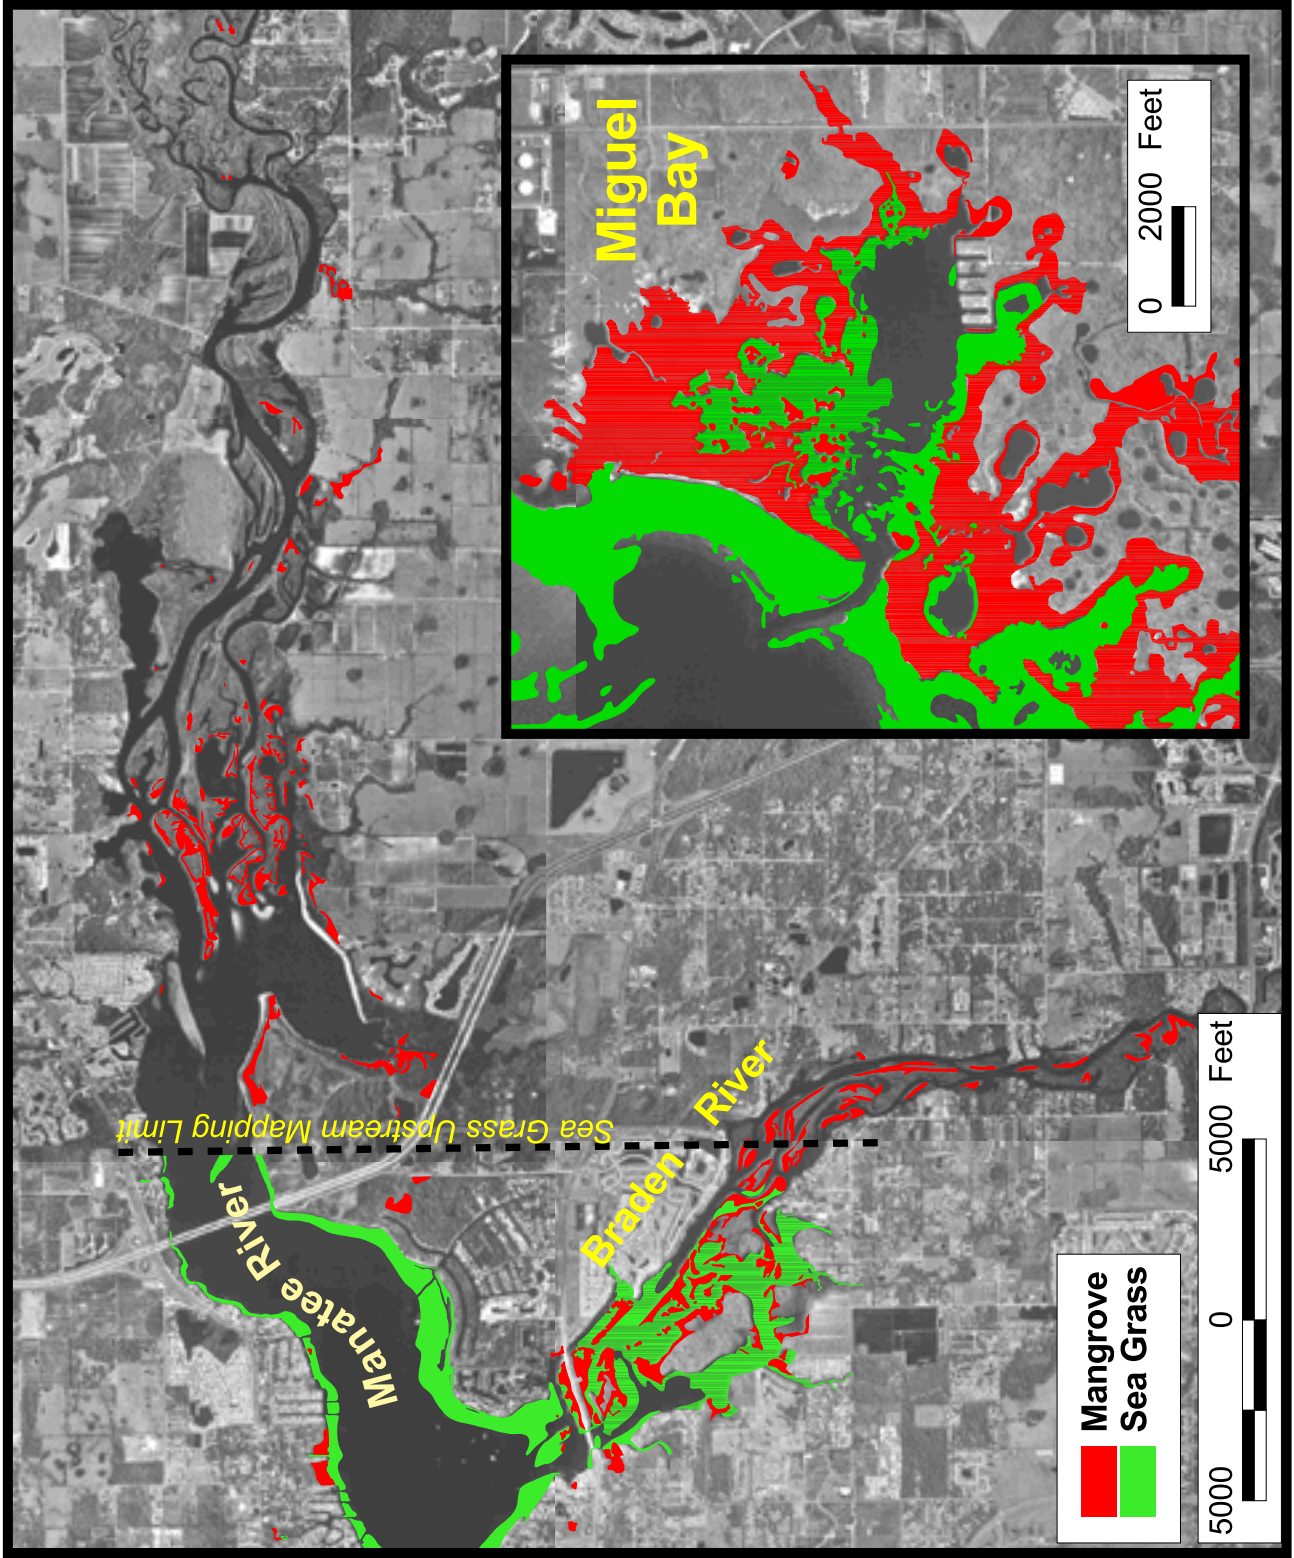 Miguel
Bay
0 2000 Feet
Sea Grass Upstream Mapping Limit
Manatee River
Braden River
Mangrove
Sea Grass
5000 0 5000 Feet